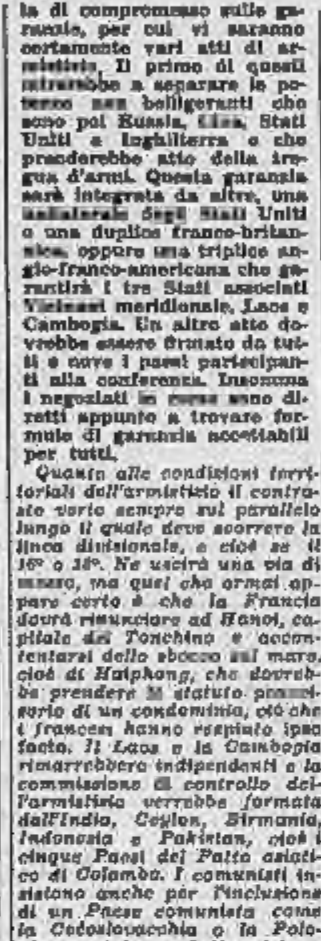 la di compromesso sulle ga-
ranzie, per cui vi saranno
certamente vari atti di ar-
mistizio. Il primo di questi
mirerebbe a separare le po-
tenze non belligeranti che
sono poi Russia, Cina, Stati
Uniti e Inghilterra e che
prenderebbe atto della tre-
gua d'armi. Questa garanzia
sarà integrata da altre, una
unilaterale degli Stati Uniti
o una duplice franco-britan-
nica, oppure una triplice an-
glo-franco-americana che ga-
rantirà i tre Stati associati
Vietnam meridionale, Laos e
Cambogia. Un altro atto do-
vrebbe essere firmato da tut-
ti e nove i paesi partecipan-
ti alla conferenza. Insomma
i negoziati in corso sono di-
retti appunto a trovare for-
mule di garanzia accettabili
per tutti.
Quanto alle condizioni terri-
toriali dell'armistizio il contra-
sto verte sempre sul parallelo
lungo il quale deve scorrere la
linea divisionale, e cioè se il
16° o 18°. Ne uscirà una via di
mezzo, ma quel che ormai ap-
pare certo è che la Francia
dovrà rinunciare ad Hanoi, ca-
pitale del Tonchino e accon-
tentarsi dello sbocco sul mare,
cioè di Haiphong, che dovreb-
be prendere lo statuto provvi-
sorio di un condominio, ciò che
i francesi hanno respinto ipso
facto. Il Laos e la Cambogia
rimarrebbero indipendenti e la
commissione di controllo del-
l'armistizio verrebbe formata
dall'India, Ceylon, Birmania,
Indonesia e Pakistan, cioè i
cinque Paesi del Patto asiati-
co di Colombo. I comunisti in-
sistono anche per l'inclusione
di un Paese comunista come
la Cecoslovacchia o la Polo-